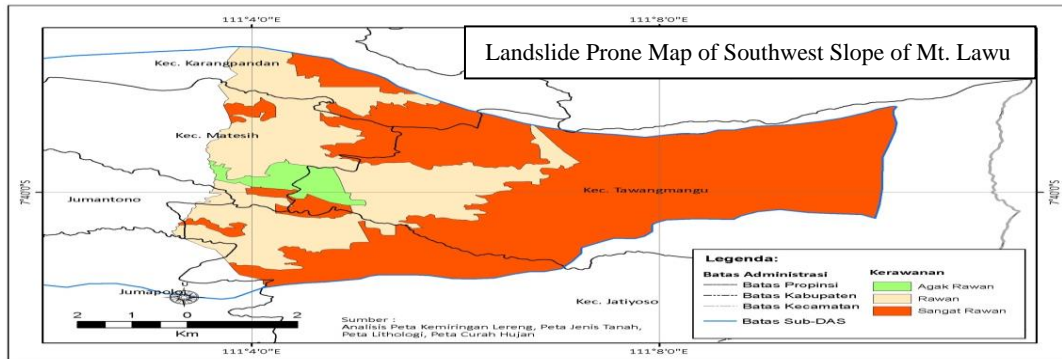 111°4'0"E
111°8'0"E
Landslide Prone Map of Southwest Slope of Mt. Lawu
Kec. Karangpandan
Kec. Matesih
Kec. Tawangmangu
7°40'0"S
7°40'0"S
Jumantono
Jumapolo
Kec. Jatiyoso
2 1 0 2
Km
Sumber :
Analisis Peta Kemiringan Lereng, Peta Jenis Tanah,
Peta Lithologi, Peta Curah Hujan
Legenda:
Batas Administrasi
Batas Propinsi
Batas Kabupaten
Batas Kecamatan
Batas Sub-DAS
Kerawanan
Agak Rawan
Rawan
Sangat Rawan
111°4'0"E
111°8'0"E